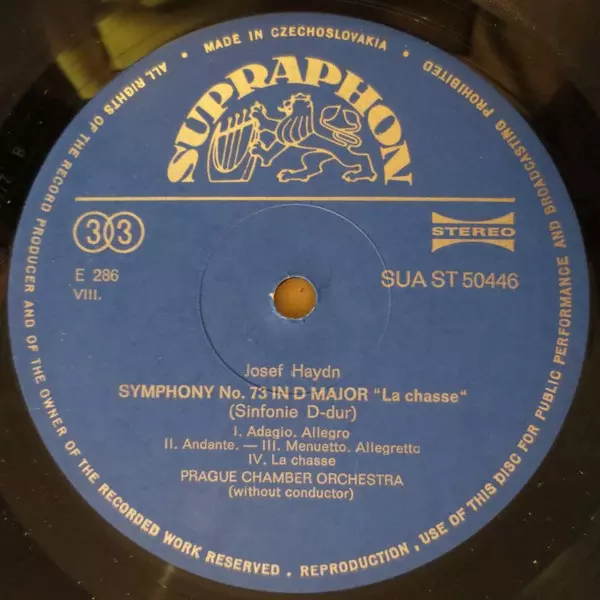 • MADE IN CZECHOSLOVAKIA •
ALL RIGHTS OF THE RECORD PRODUCER AND OF THE OWNER OF THE RECORDED WORK RESERVED . REPRODUCTION , USE OF THIS DISC FOR PUBLIC PERFORMANCE AND BROADCASTING PROHIBITED
SUPRAPHON
33
STEREO
E 286
SUA ST 50446
VIII.
Josef Haydn
SYMPHONY No. 73 IN D MAJOR "La chasse"
(Sinfonie D-dur)
I. Adagio. Allegro
II. Andante. — III. Menuetto. Allegretto
IV. La chasse
PRAGUE CHAMBER ORCHESTRA
(without conductor)